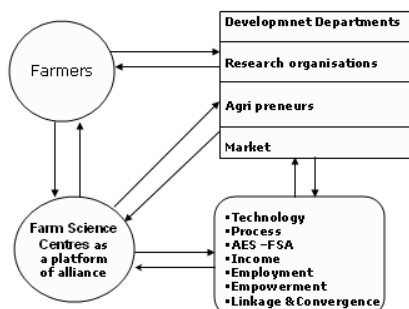 Developmnet Departments
Farmers
Research organisations
Agri preneurs
Market
Farm Science
Centres as
a platform
of alliance
▪Technology
▪Process
▪AES –FSA
▪Income
▪Employment
▪Empowerment
▪Linkage &Convergence